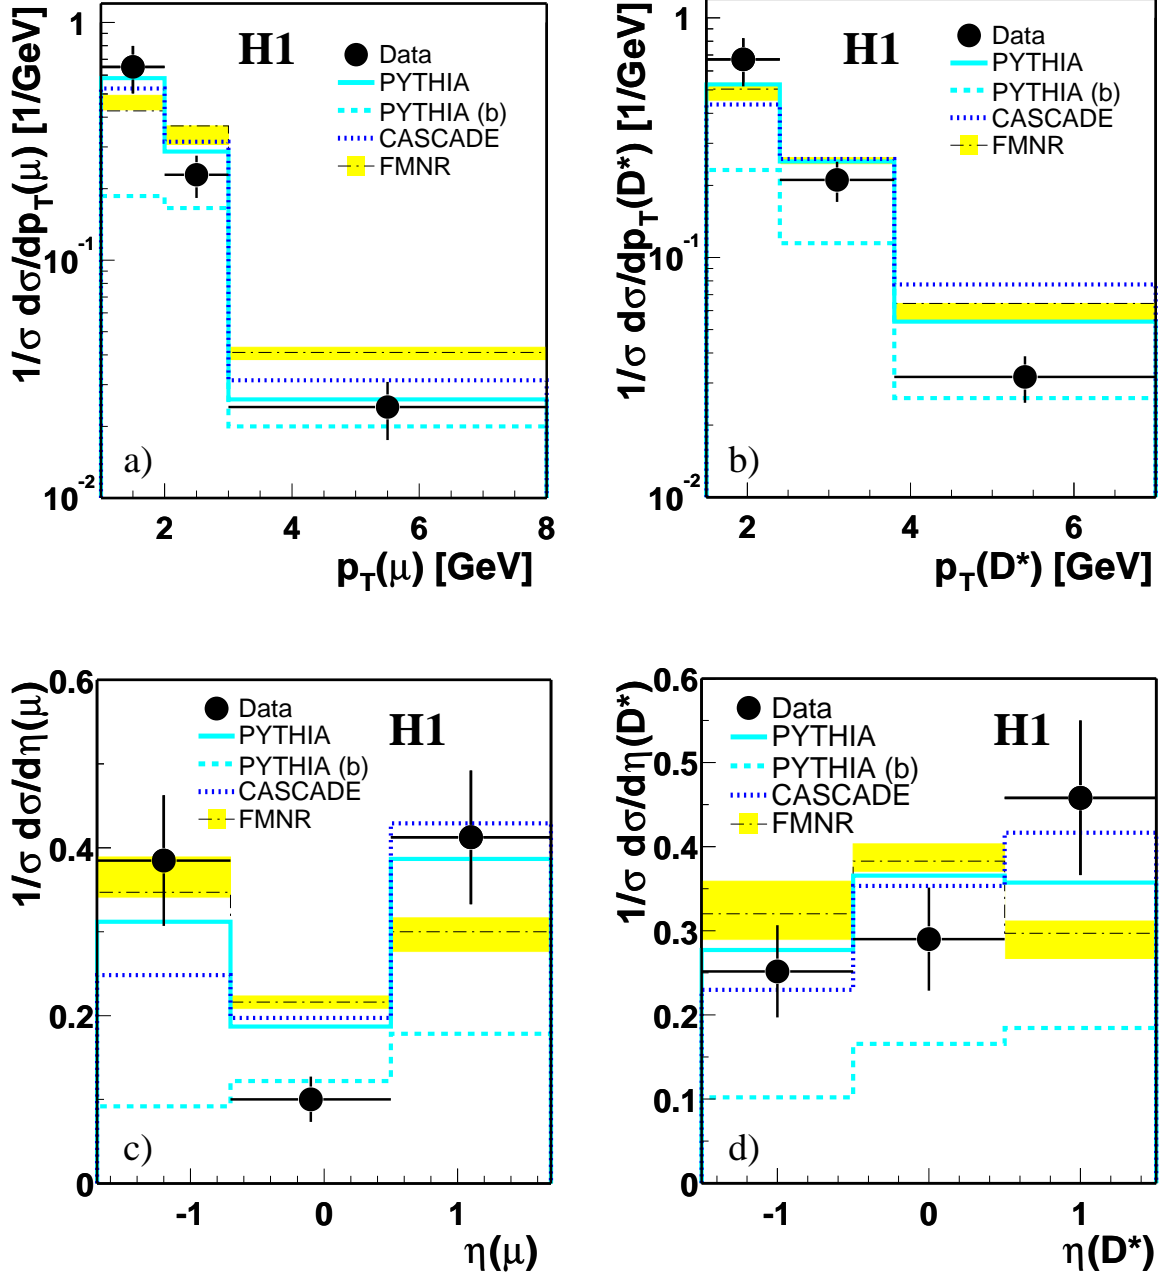 1/σ dσ/dp_T(μ) [1/GeV]
1
10^-1
10^-2
H1
Data
PYTHIA
PYTHIA (b)
CASCADE
FMNR
a)
2 4 6 8
p_T(μ) [GeV]
1/σ dσ/dp_T(D*) [1/GeV]
1
10^-1
10^-2
H1
Data
PYTHIA
PYTHIA (b)
CASCADE
FMNR
b)
2 4 6
p_T(D*) [GeV]
1/σ dσ/dη(μ)
0.6
0.4
0.2
0
Data
PYTHIA
PYTHIA (b)
CASCADE
FMNR
H1
c)
-1 0 1
η(μ)
1/σ dσ/dη(D*)
0.6
0.5
0.4
0.3
0.2
0.1
0
Data
PYTHIA
PYTHIA (b)
CASCADE
FMNR
H1
d)
-1 0 1
η(D*)